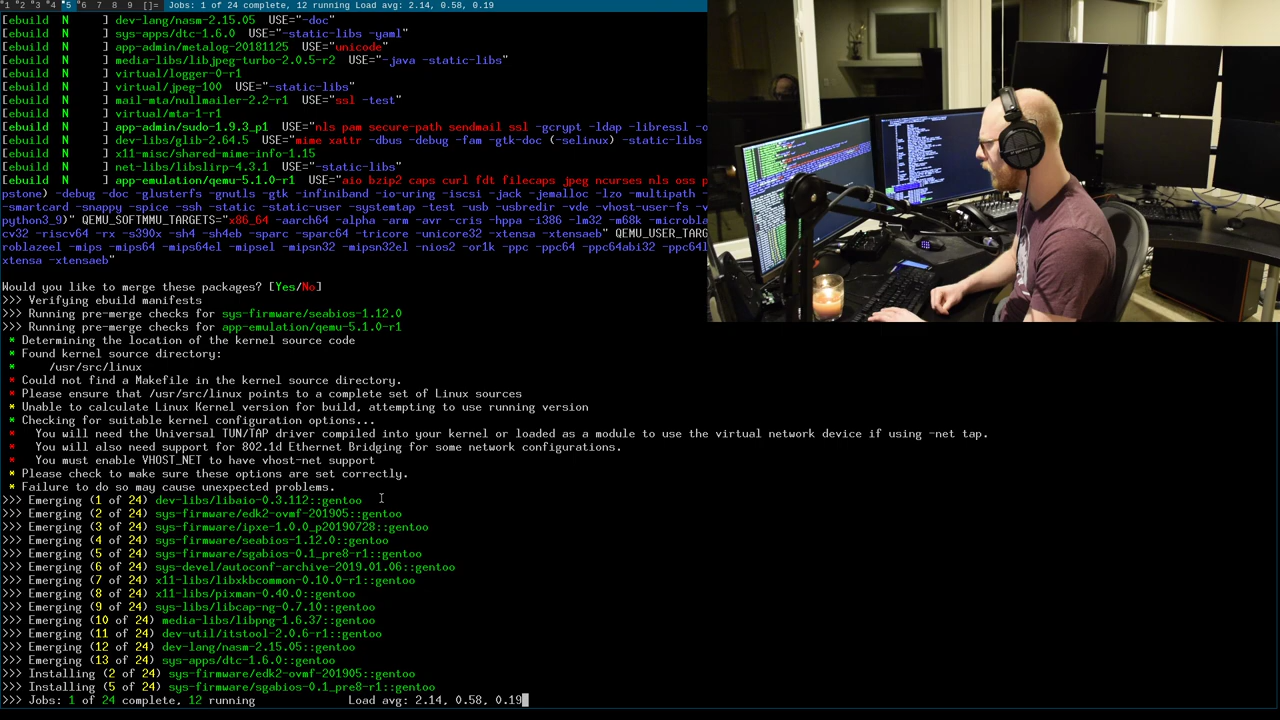 °1 °2 °3 °4 °5 °6 7 8 9 []= Jobs: 1 of 24 complete, 12 running Load avg: 2.14, 0.58, 0.19
[ebuild N ] dev-lang/nasm-2.15.05 USE="-doc"
[ebuild N ] sys-apps/dtc-1.6.0 USE="-static-libs -yaml"
[ebuild N ] app-admin/metalog-20181125 USE="unicode"
[ebuild N ] media-libs/libjpeg-turbo-2.0.5-r2 USE="-java -static-libs"
[ebuild N ] virtual/logger-0-r1
[ebuild N ] virtual/jpeg-100 USE="-static-libs"
[ebuild N ] mail-mta/nullmailer-2.2-r1 USE="ssl -test"
[ebuild N ] virtual/mta-1-r1
[ebuild N ] app-admin/sudo-1.9.3_p1 USE="nls pam secure-path sendmail ssl -gcrypt -ldap -libressl -o
[ebuild N ] dev-libs/glib-2.64.5 USE="mime xattr -dbus -debug -fam -gtk-doc (-selinux) -static-libs
[ebuild N ] x11-misc/shared-mime-info-1.15
[ebuild N ] net-libs/libslirp-4.3.1 USE="-static-libs"
[ebuild N ] app-emulation/qemu-5.1.0-r1 USE="aio bzip2 caps curl fdt filecaps jpeg ncurses nls oss p
pstone) -debug -doc -glusterfs -gnutls -gtk -infiniband -io-uring -iscsi -jack -jemalloc -lzo -multipath -
-smartcard -snappy -spice -ssh -static -static-user -systemtap -test -usb -usbredir -vde -vhost-user-fs -v
python3_9)" QEMU_SOFTMMU_TARGETS="x86_64 -aarch64 -alpha -arm -avr -cris -hppa -i386 -lm32 -m68k -microbla
cv32 -riscv64 -rx -s390x -sh4 -sh4eb -sparc -sparc64 -tricore -unicore32 -xtensa -xtensaeb" QEMU_USER_TARG
roblazeel -mips -mips64 -mips64el -mipsel -mipsn32 -mipsn32el -nios2 -or1k -ppc -ppc64 -ppc64abi32 -ppc64l
xtensa -xtensaeb"
Would you like to merge these packages? [Yes/No]
>>> Verifying ebuild manifests
>>> Running pre-merge checks for sys-firmware/seabios-1.12.0
>>> Running pre-merge checks for app-emulation/qemu-5.1.0-r1
* Determining the location of the kernel source code
* Found kernel source directory:
* /usr/src/linux
* Could not find a Makefile in the kernel source directory.
* Please ensure that /usr/src/linux points to a complete set of Linux sources
* Unable to calculate Linux Kernel version for build, attempting to use running version
* Checking for suitable kernel configuration options...
* You will need the Universal TUN/TAP driver compiled into your kernel or loaded as a module to use the virtual network device if using -net tap.
* You will also need support for 802.1d Ethernet Bridging for some network configurations.
* You must enable VHOST_NET to have vhost-net support
* Please check to make sure these options are set correctly.
* Failure to do so may cause unexpected problems.
>>> Emerging (1 of 24) dev-libs/libaio-0.3.112::gentoo
>>> Emerging (2 of 24) sys-firmware/edk2-ovmf-201905::gentoo
>>> Emerging (3 of 24) sys-firmware/ipxe-1.0.0_p20190728::gentoo
>>> Emerging (4 of 24) sys-firmware/seabios-1.12.0::gentoo
>>> Emerging (5 of 24) sys-firmware/sgabios-0.1_pre8-r1::gentoo
>>> Emerging (6 of 24) sys-devel/autoconf-archive-2019.01.06::gentoo
>>> Emerging (7 of 24) x11-libs/libxkbcommon-0.10.0-r1::gentoo
>>> Emerging (8 of 24) x11-libs/pixman-0.40.0::gentoo
>>> Emerging (9 of 24) sys-libs/libcap-ng-0.7.10::gentoo
>>> Emerging (10 of 24) media-libs/libpng-1.6.37::gentoo
>>> Emerging (11 of 24) dev-util/itstool-2.0.6-r1::gentoo
>>> Emerging (12 of 24) dev-lang/nasm-2.15.05::gentoo
>>> Emerging (13 of 24) sys-apps/dtc-1.6.0::gentoo
>>> Installing (2 of 24) sys-firmware/edk2-ovmf-201905::gentoo
>>> Installing (5 of 24) sys-firmware/sgabios-0.1_pre8-r1::gentoo
>>> Jobs: 1 of 24 complete, 12 running Load avg: 2.14, 0.58, 0.19